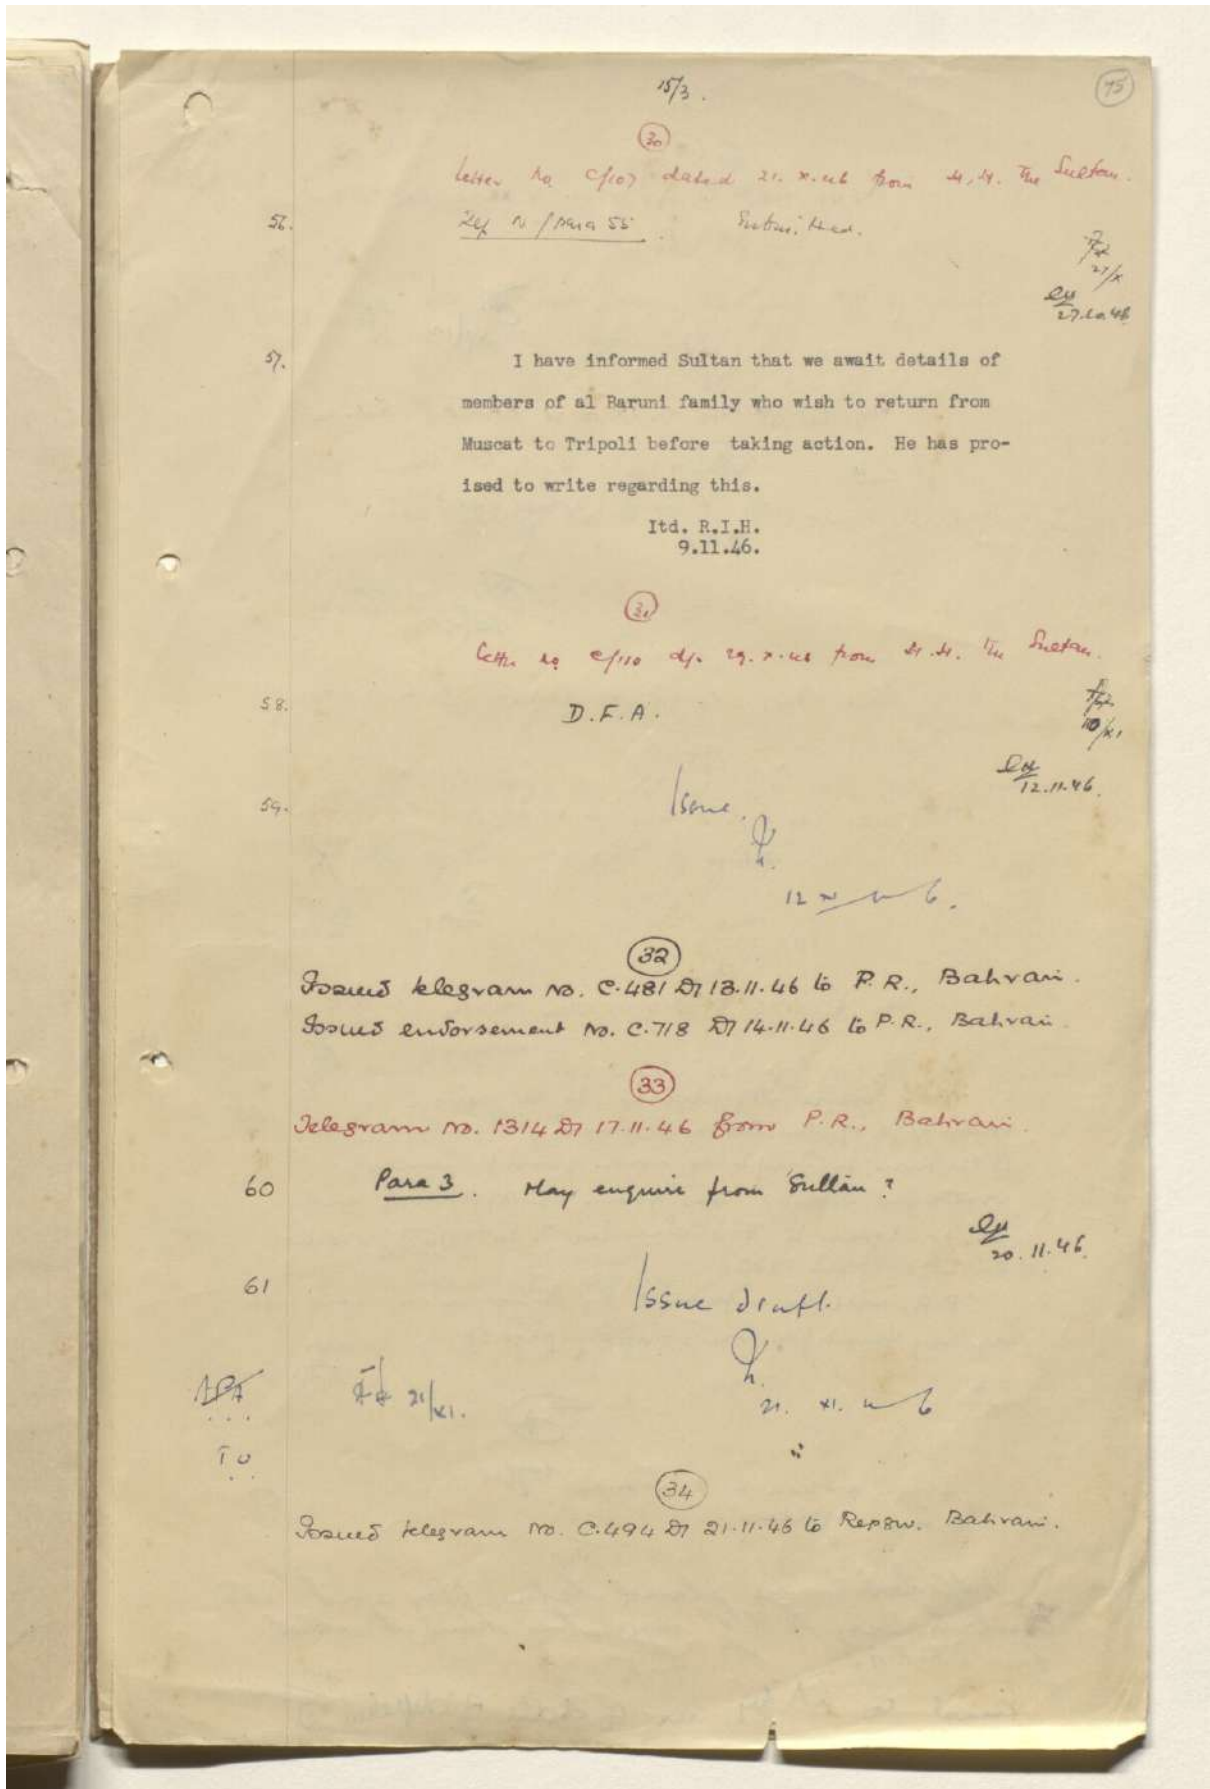 15/3.
75
30
Letter No C/107 dated 21.X.46 from H.H. The Sultan.
56.
Ref N/para 55. Submitted.
27/X
27.10.46
57.
I have informed Sultan that we await details of
members of al Baruni family who wish to return from
Muscat to Tripoli before taking action. He has pro-
ised to write regarding this.
Itd. R.I.H.
9.11.46.
31
Letter No C/110 d/. 29.X.46 from H.H. The Sultan.
58.
D.F.A.
10/XI
12.11.46.
59.
Issue.
12 XI 46.
32
Issued telegram No. C.481 Dt 13.11.46 to P.R., Bahrain.
Issued endorsement No. C.718 Dt 14.11.46 to P.R., Bahrain
33
Telegram No. 1314 Dt 17.11.46 from P.R., Bahrain.
60
Para 3. May enquire from Sultan?
20.11.46.
61
Issue draft.
21. XI. 46
21/XI.
34
Issued telegram No. C.494 Dt 21.11.46 to Repgu. Bahrain.